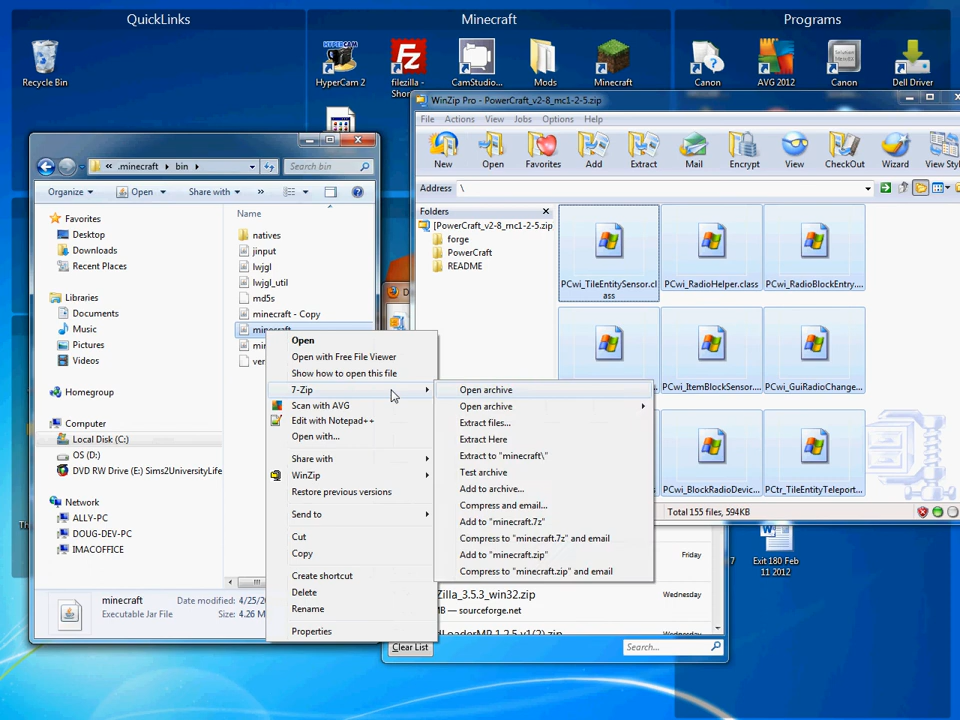 QuickLinks
Minecraft
Programs
Recycle Bin
HyperCam 2
filezilla -
CamStudio...
Mods
Minecraft
Canon
AVG 2012
Canon
Dell Driver
WinZip Pro - PowerCraft_v2-8_mc1-2-5.zip
File Actions View Jobs Options Help
New Open Favorites Add Extract Mail Encrypt View CheckOut Wizard View Sty
Address \
Folders
[PowerCraft_v2-8_mc1-2-5.zip
forge
PowerCraft
README
PCwi_TileEntitySensor.cl
ass
PCwi_RadioHelper.class
PCwi_RadioBlockEntry....
PCwi_ItemBlockSensor....
PCwi_GuiRadioChange...
PCwi_BlockRadioDevic...
PCtr_TileEntityTeleport...
Total 155 files, 594KB
« .minecraft ▸ bin ▸
Search bin
Organize ▾ Open ▾ Share with ▾ »
Favorites
Desktop
Downloads
Recent Places
Libraries
Documents
Music
Pictures
Videos
Homegroup
Computer
Local Disk (C:)
OS (D:)
DVD RW Drive (E:) Sims2UniversityLife
Network
ALLY-PC
DOUG-DEV-PC
IMACOFFICE
Name
natives
jinput
lwjgl
lwjgl_util
md5s
minecraft - Copy
minecraft
min
ver
minecraft Date modified: 4/25/2
Executable Jar File Size: 4.26 M
Open
Open with Free File Viewer
Show how to open this file
7-Zip
Scan with AVG
Edit with Notepad++
Open with...
Share with
WinZip
Restore previous versions
Send to
Cut
Copy
Create shortcut
Delete
Rename
Properties
Open archive
Open archive
Extract files...
Extract Here
Extract to "minecraft\"
Test archive
Add to archive...
Compress and email...
Add to "minecraft.7z"
Compress to "minecraft.7z" and email
Add to "minecraft.zip"
Compress to "minecraft.zip" and email
Friday
Zilla_3.5.3_win32.zip
Wednesday
MB — sourceforge.net
Clear List
Search...
7
Exit 180 Feb
11 2012